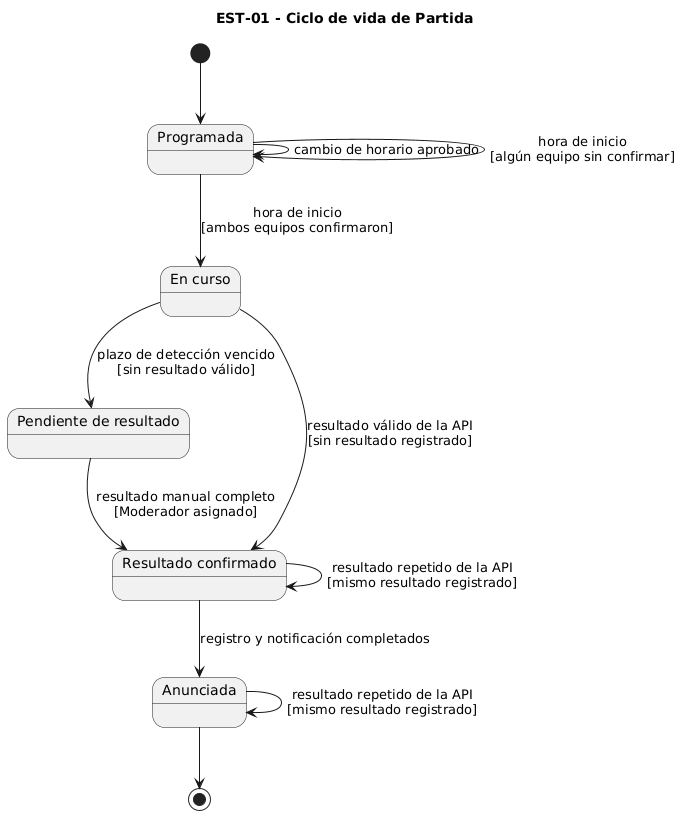 EST-01 - Ciclo de vida de Partida
Programada
cambio de horario aprobado
hora de inicio
[algún equipo sin confirmar]
hora de inicio
[ambos equipos confirmaron]
En curso
plazo de detección vencido
[sin resultado válido]
Pendiente de resultado
resultado válido de la API
[sin resultado registrado]
resultado manual completo
[Moderador asignado]
Resultado confirmado
resultado repetido de la API
[mismo resultado registrado]
registro y notificación completados
Anunciada
resultado repetido de la API
[mismo resultado registrado]